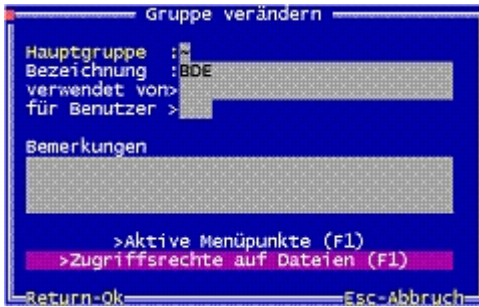 Gruppe verändern
Hauptgruppe :~
Bezeichnung :BDE
verwendet von>
für Benutzer >
Bemerkungen
>Aktive Menüpunkte (F1)
>Zugriffsrechte auf Dateien (F1)
Return-Ok Esc-Abbruch